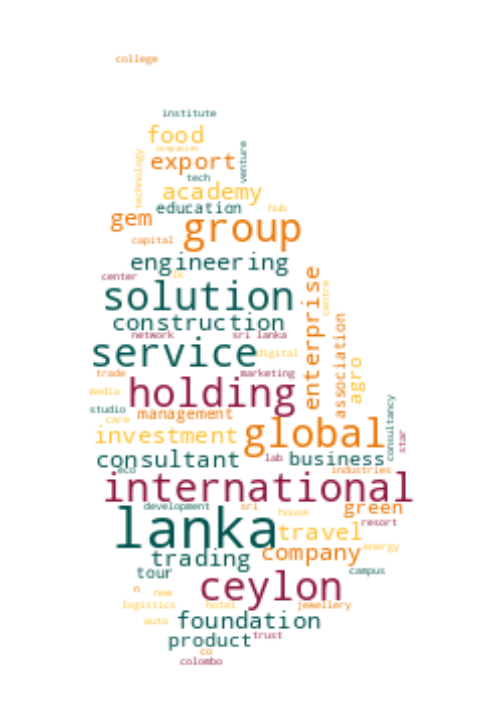 college
institute
food
companies
export
venture
technology
tech
academy
education
hub
gem
group
capital
engineering
center
lk
solution
enterprise
centre
construction
association
network
sri lanka
service
digital
agro
trade
marketing
holding
media
studio
management
care
consultancy
investment
global
star
consultant
lab
business
eco
industries
international
development
sri
green
house
resort
lanka
travel
energy
trading
company
tour
campus
n
new
ceylon
logistics
hotel
jewellery
auto
foundation
product
trust
co
colombo